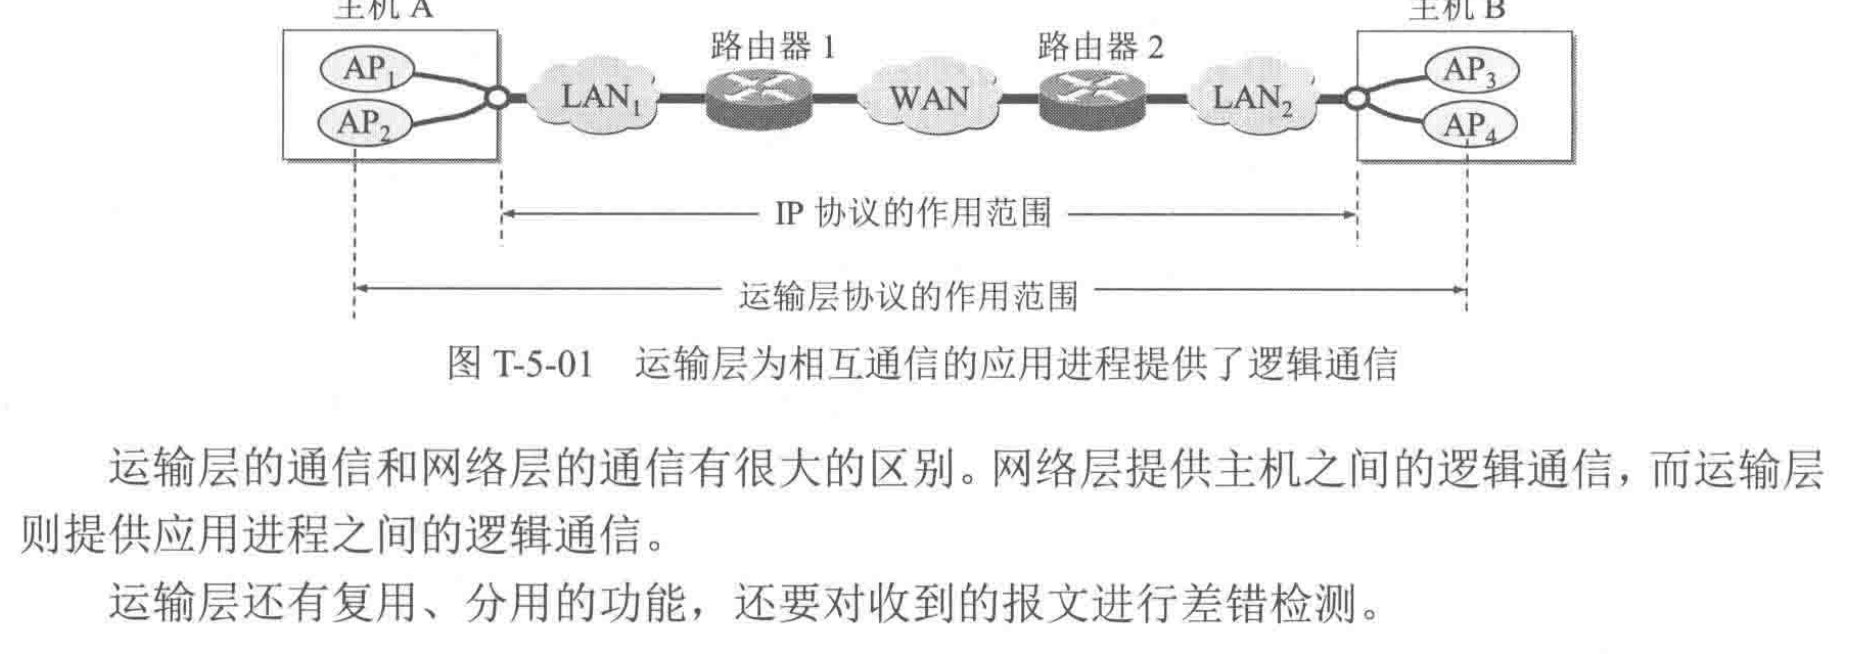 主机 A
主机 B
路由器 1
路由器 2
AP₁
LAN₁
WAN
LAN₂
AP₃
AP₂
AP₄
IP 协议的作用范围
运输层协议的作用范围
图 T-5-01 运输层为相互通信的应用进程提供了逻辑通信
运输层的通信和网络层的通信有很大的区别。网络层提供主机之间的逻辑通信，而运输层
则提供应用进程之间的逻辑通信。
运输层还有复用、分用的功能，还要对收到的报文进行差错检测。